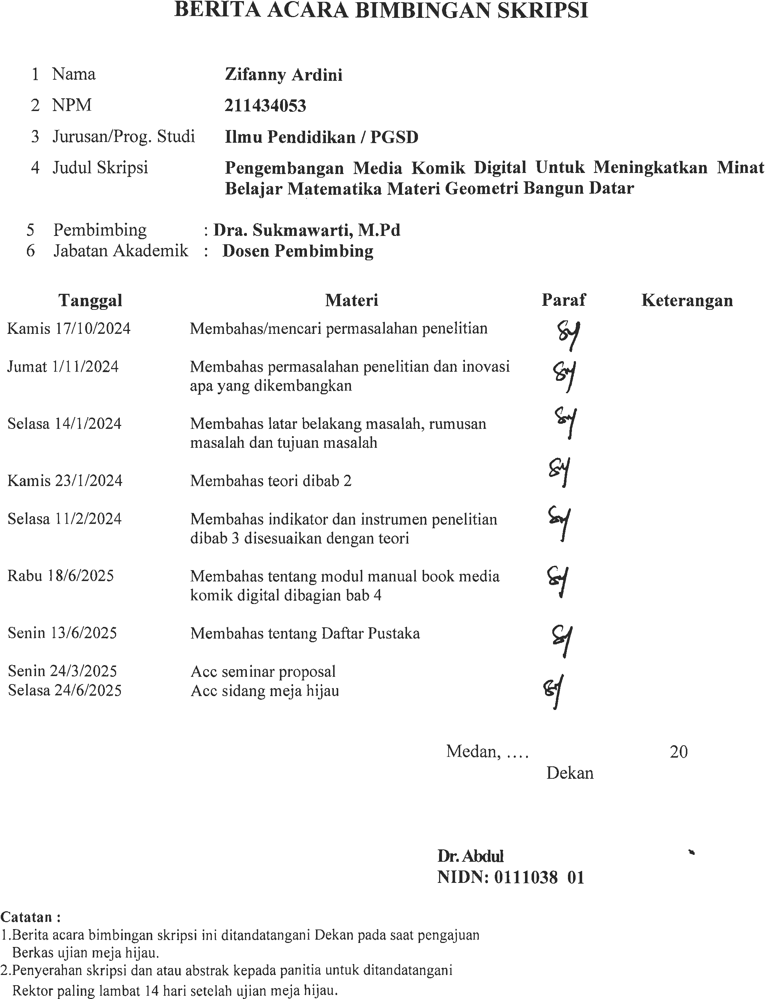 BERITA ACARA BIMBINGAN SKRIPSI
1 Nama Zifanny Ardini
2 NPM 211434053
3 Jurusan/Prog. Studi Ilmu Pendidikan / PGSD
4 Judul Skripsi Pengembangan Media Komik Digital Untuk Meningkatkan Minat
Belajar Matematika Materi Geometri Bangun Datar
5 Pembimbing : Dra. Sukmawarti, M.Pd
6 Jabatan Akademik : Dosen Pembimbing
Tanggal Materi Paraf Keterangan
Kamis 17/10/2024 Membahas/mencari permasalahan penelitian
Jumat 1/11/2024 Membahas permasalahan penelitian dan inovasi
apa yang dikembangkan
Selasa 14/1/2024 Membahas latar belakang masalah, rumusan
masalah dan tujuan masalah
Kamis 23/1/2024 Membahas teori dibab 2
Selasa 11/2/2024 Membahas indikator dan instrumen penelitian
dibab 3 disesuaikan dengan teori
Rabu 18/6/2025 Membahas tentang modul manual book media
komik digital dibagian bab 4
Senin 13/6/2025 Membahas tentang Daftar Pustaka
Senin 24/3/2025 Acc seminar proposal
Selasa 24/6/2025 Acc sidang meja hijau
Medan, .... 20
Dekan
Dr. Abdul
NIDN: 0111038 01
Catatan :
1.Berita acara bimbingan skripsi ini ditandatangani Dekan pada saat pengajuan
Berkas ujian meja hijau.
2.Penyerahan skripsi dan atau abstrak kepada panitia untuk ditandatangani
Rektor paling lambat 14 hari setelah ujian meja hijau.